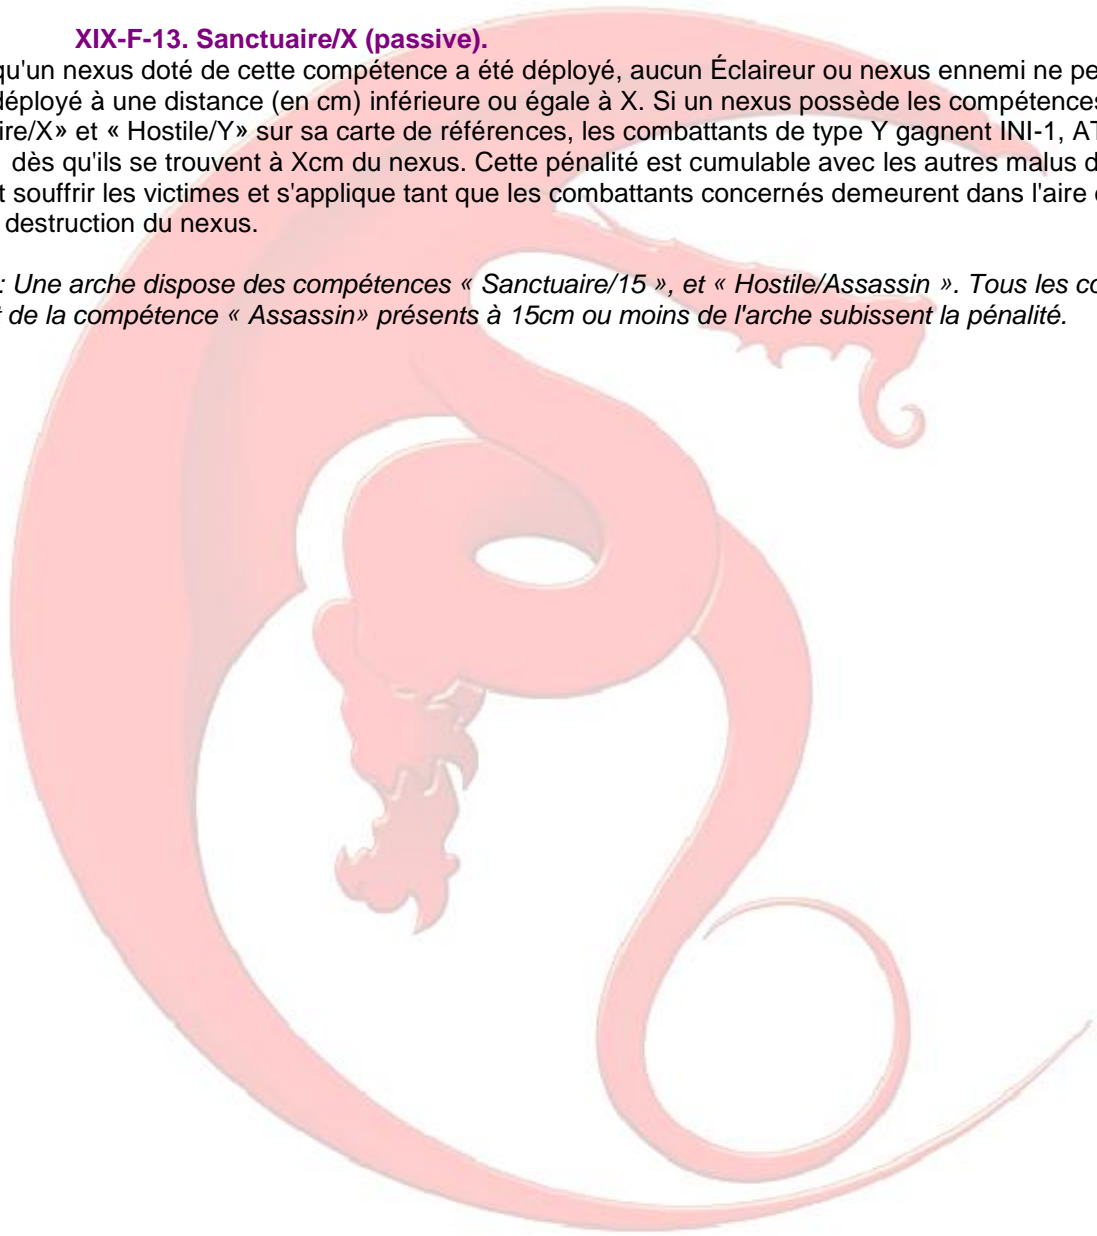 XIX-F-13. Sanctuaire/X (passive).
qu'un nexus doté de cette compétence a été déployé, aucun Éclaireur ou nexus ennemi ne pe
déployé à une distance (en cm) inférieure ou égale à X. Si un nexus possède les compétences
ire/X» et « Hostile/Y» sur sa carte de références, les combattants de type Y gagnent INI-1, AT
dès qu'ils se trouvent à Xcm du nexus. Cette pénalité est cumulable avec les autres malus d
t souffrir les victimes et s'applique tant que les combattants concernés demeurent dans l'aire
destruction du nexus.
: Une arche dispose des compétences « Sanctuaire/15 », et « Hostile/Assassin ». Tous les co
t de la compétence « Assassin» présents à 15cm ou moins de l'arche subissent la pénalité.